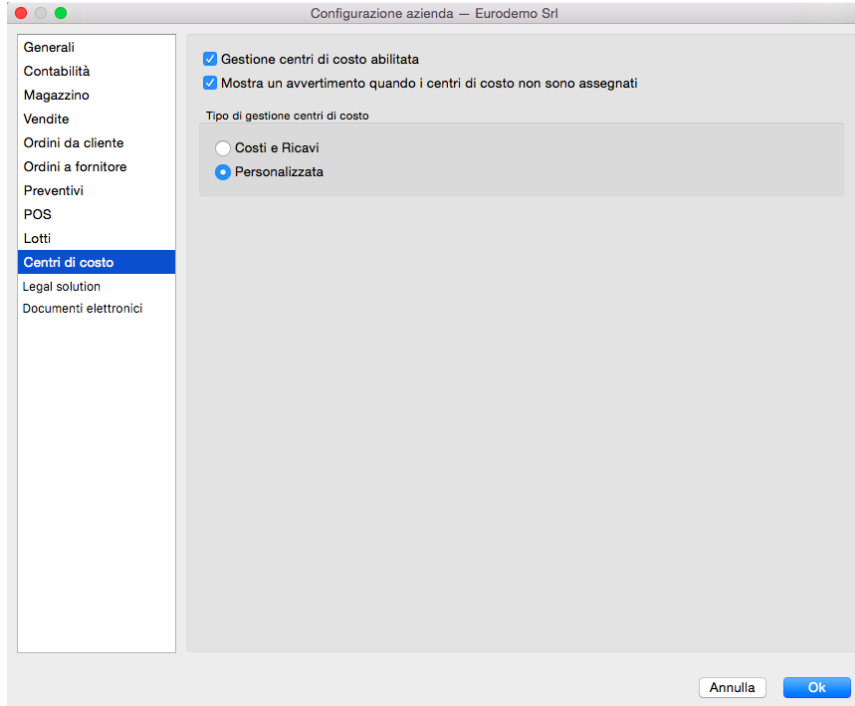 Configurazione azienda — Eurodemo Srl
Generali
Contabilità
Magazzino
Vendite
Ordini da cliente
Ordini a fornitore
Preventivi
POS
Lotti
Centri di costo
Legal solution
Documenti elettronici
Gestione centri di costo abilitata
Mostra un avvertimento quando i centri di costo non sono assegnati
Tipo di gestione centri di costo
Costi e Ricavi
Personalizzata
Annulla
Ok